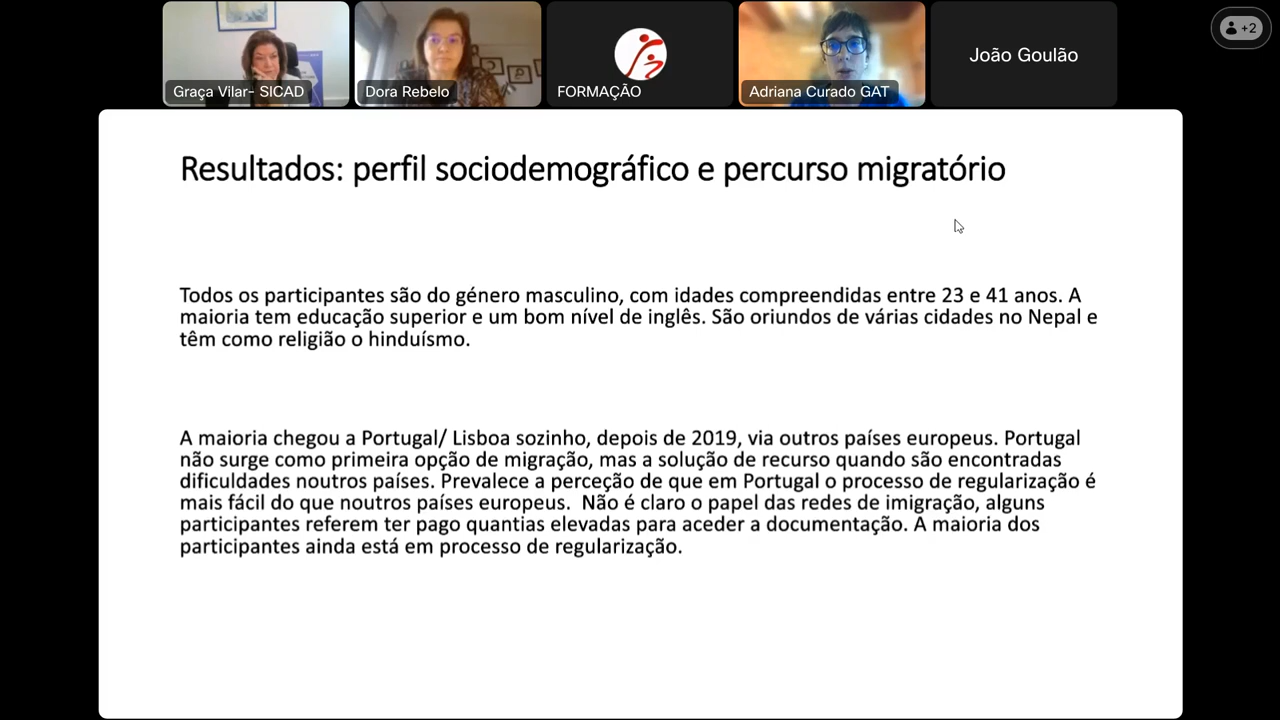 Graça Vilar- SICAD
Dora Rebelo
FORMAÇÃO
Adriana Curado GAT
João Goulão
+2
Resultados: perfil sociodemográfico e percurso migratório
Todos os participantes são do género masculino, com idades compreendidas entre 23 e 41 anos. A
maioria tem educação superior e um bom nível de inglês. São oriundos de várias cidades no Nepal e
têm como religião o hinduísmo.
A maioria chegou a Portugal/ Lisboa sozinho, depois de 2019, via outros países europeus. Portugal
não surge como primeira opção de migração, mas a solução de recurso quando são encontradas
dificuldades noutros países. Prevalece a perceção de que em Portugal o processo de regularização é
mais fácil do que noutros países europeus.  Não é claro o papel das redes de imigração, alguns
participantes referem ter pago quantias elevadas para aceder a documentação. A maioria dos
participantes ainda está em processo de regularização.